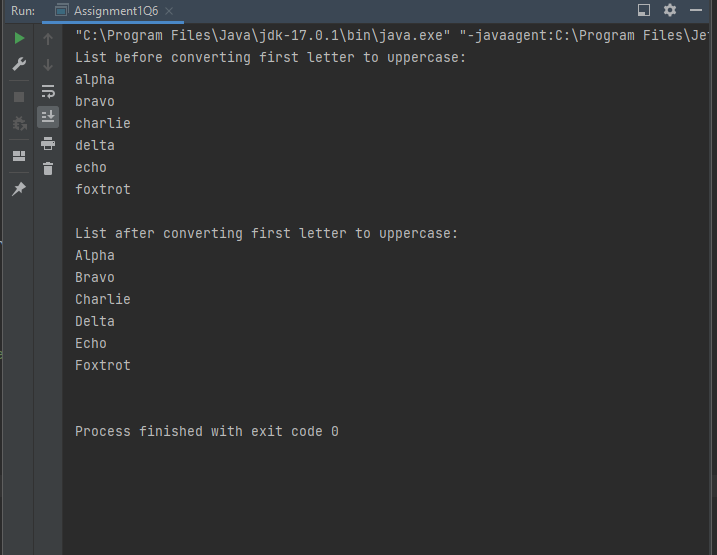 Run: Assignment1Q6
"C:\Program Files\Java\jdk-17.0.1\bin\java.exe" "-javaagent:C:\Program Files\Je
List before converting first letter to uppercase:
alpha
bravo
charlie
delta
echo
foxtrot
List after converting first letter to uppercase:
Alpha
Bravo
Charlie
Delta
Echo
Foxtrot
Process finished with exit code 0